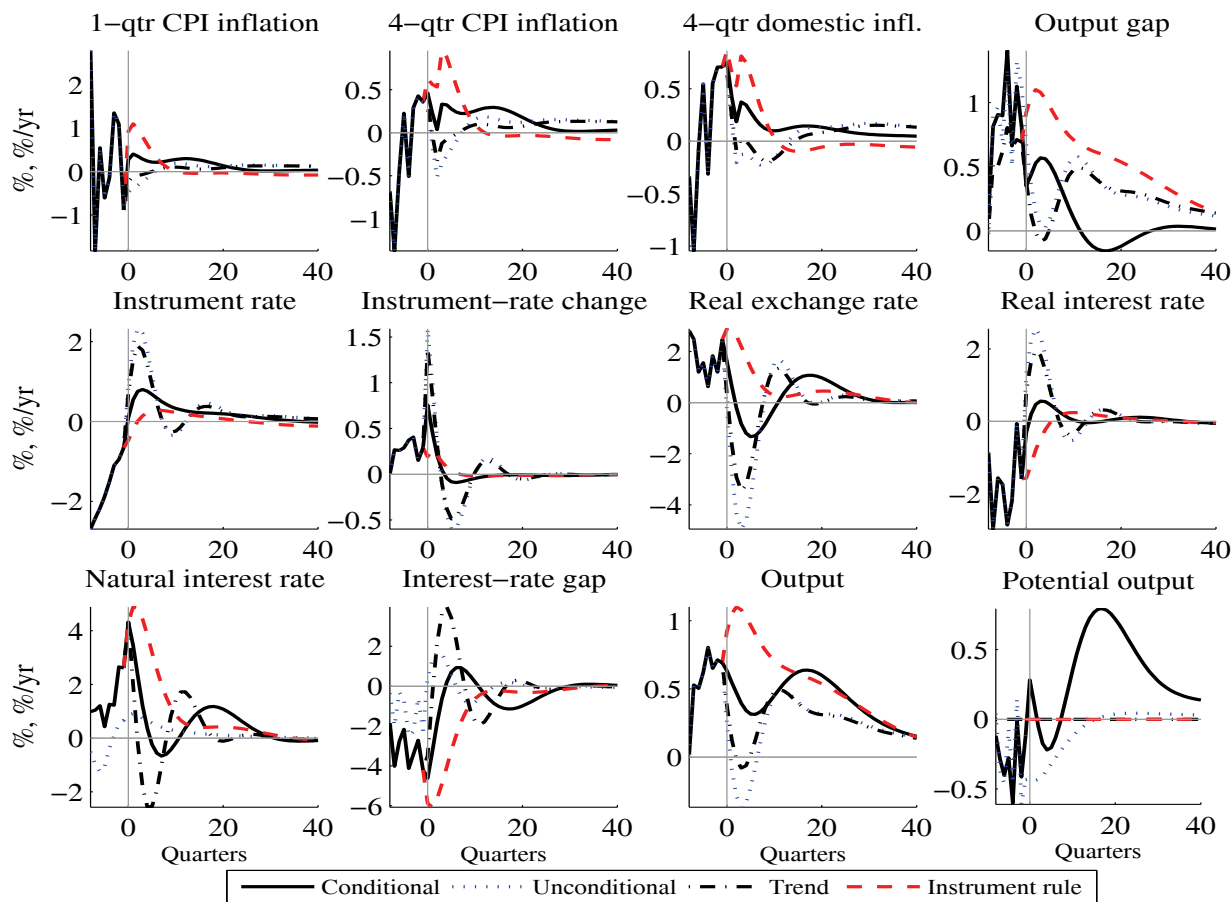 1−qtr CPI inflation 4−qtr CPI inflation 4−qtr domestic infl. Output gap
%, %/yr
2
1
0
−1
0 20 40
0.5
0
−0.5
−1
0 20 40
0.5
0
−0.5
−1
0 20 40
1
0.5
0
0 20 40
Instrument rate Instrument−rate change Real exchange rate Real interest rate
%, %/yr
2
0
−2
0 20 40
1.5
1
0.5
0
−0.5
0 20 40
2
0
−2
−4
0 20 40
2
0
−2
0 20 40
Natural interest rate Interest−rate gap Output Potential output
%, %/yr
4
2
0
−2
0 20 40
Quarters
2
0
−2
−4
−6
0 20 40
Quarters
1
0.5
0
0 20 40
Quarters
0.5
0
−0.5
0 20 40
Quarters
Conditional Unconditional Trend Instrument rule